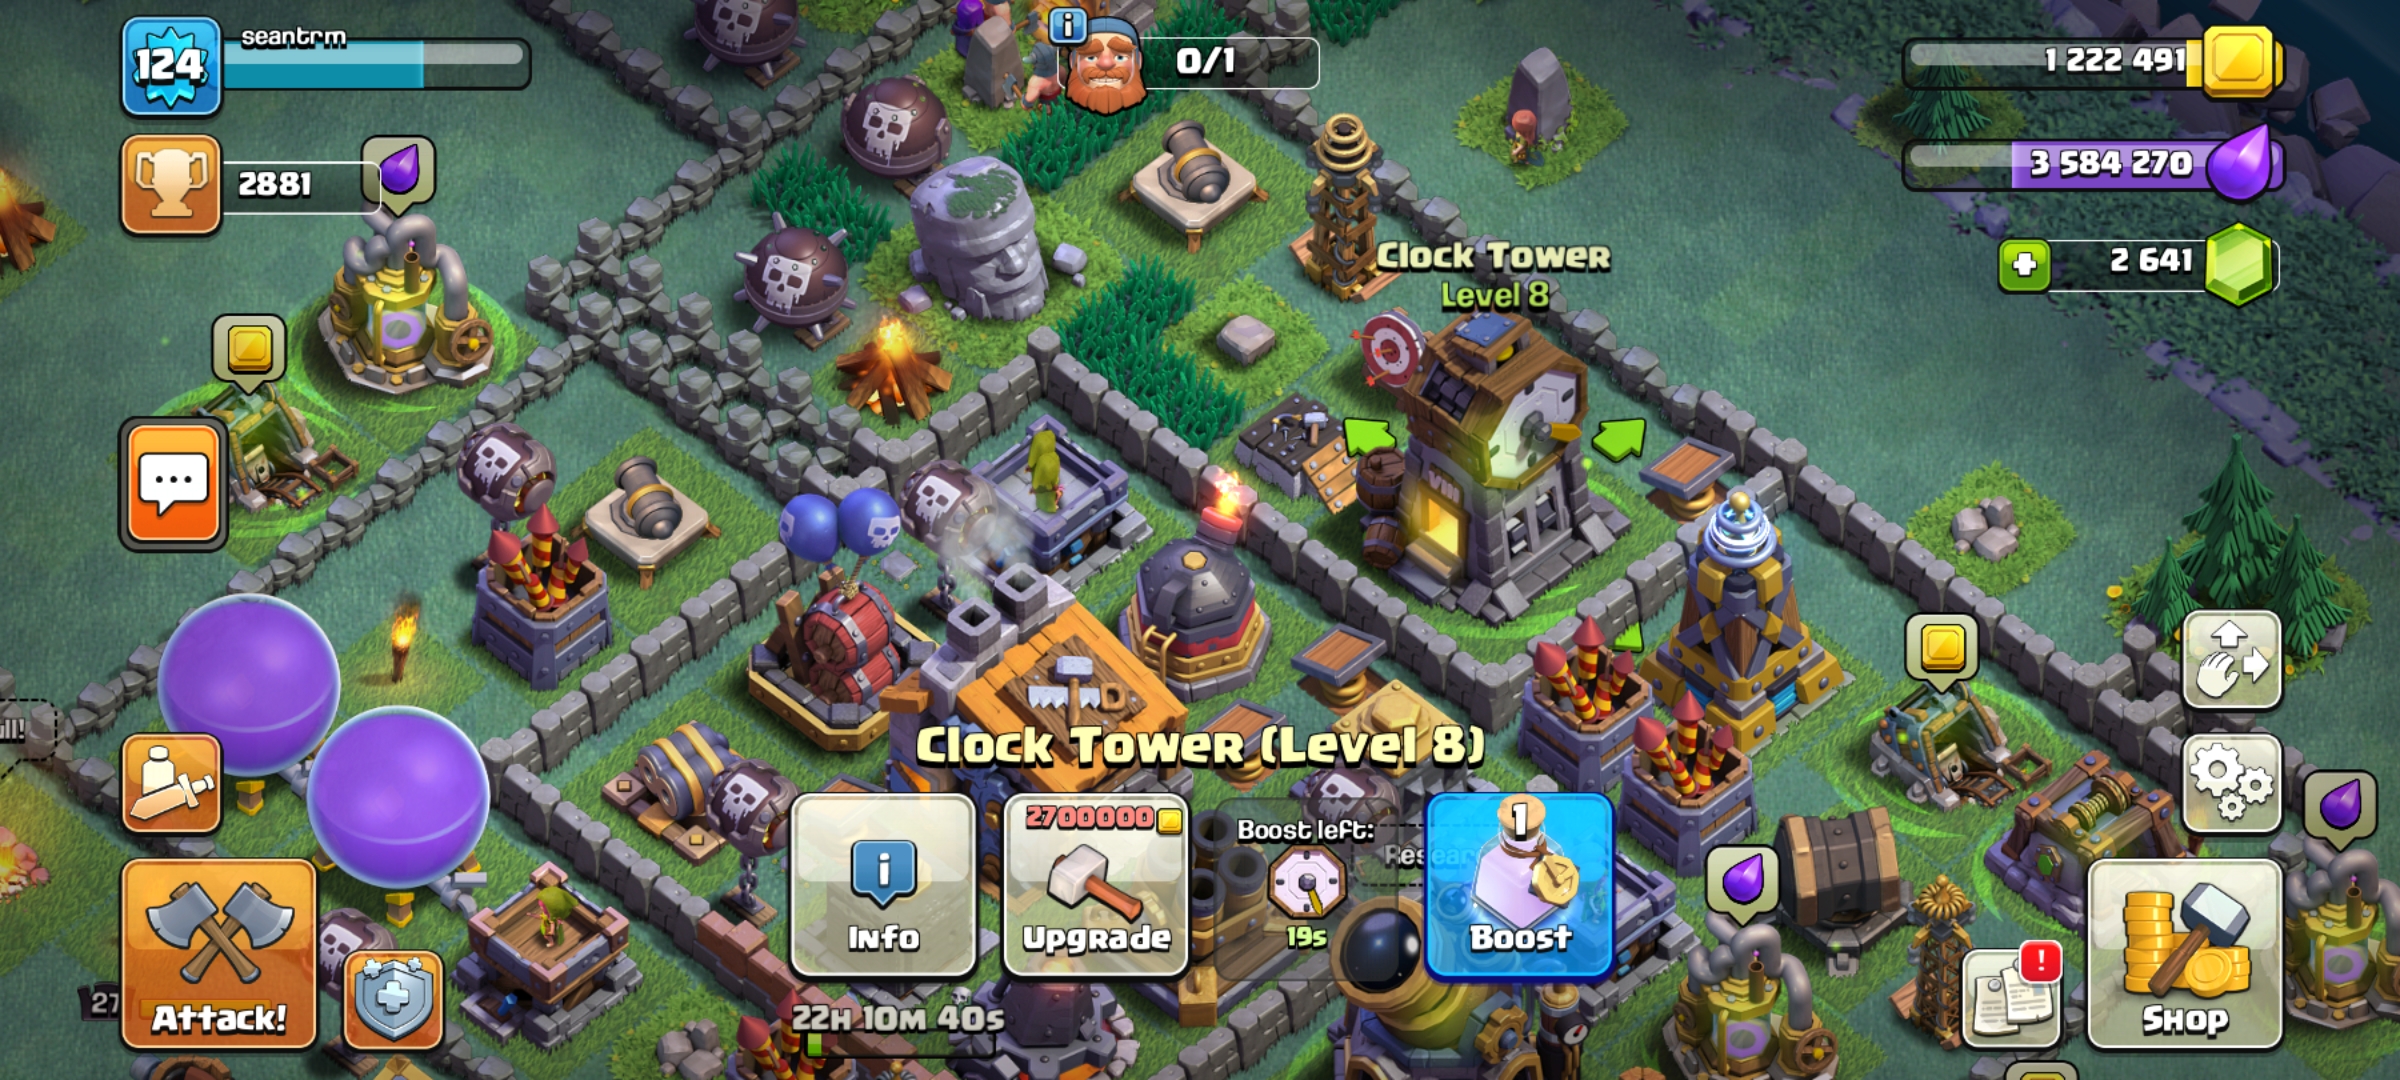 124
seantrm
0/1
1 222 491
2881
3 584 270
2 641
Clock Tower
Level 8
VIII
Clock Tower (Level 8)
2700000
Boost left:
1
Info
Upgrade
19s
Boost
Attack!
22H 10M 40s
!
Shop